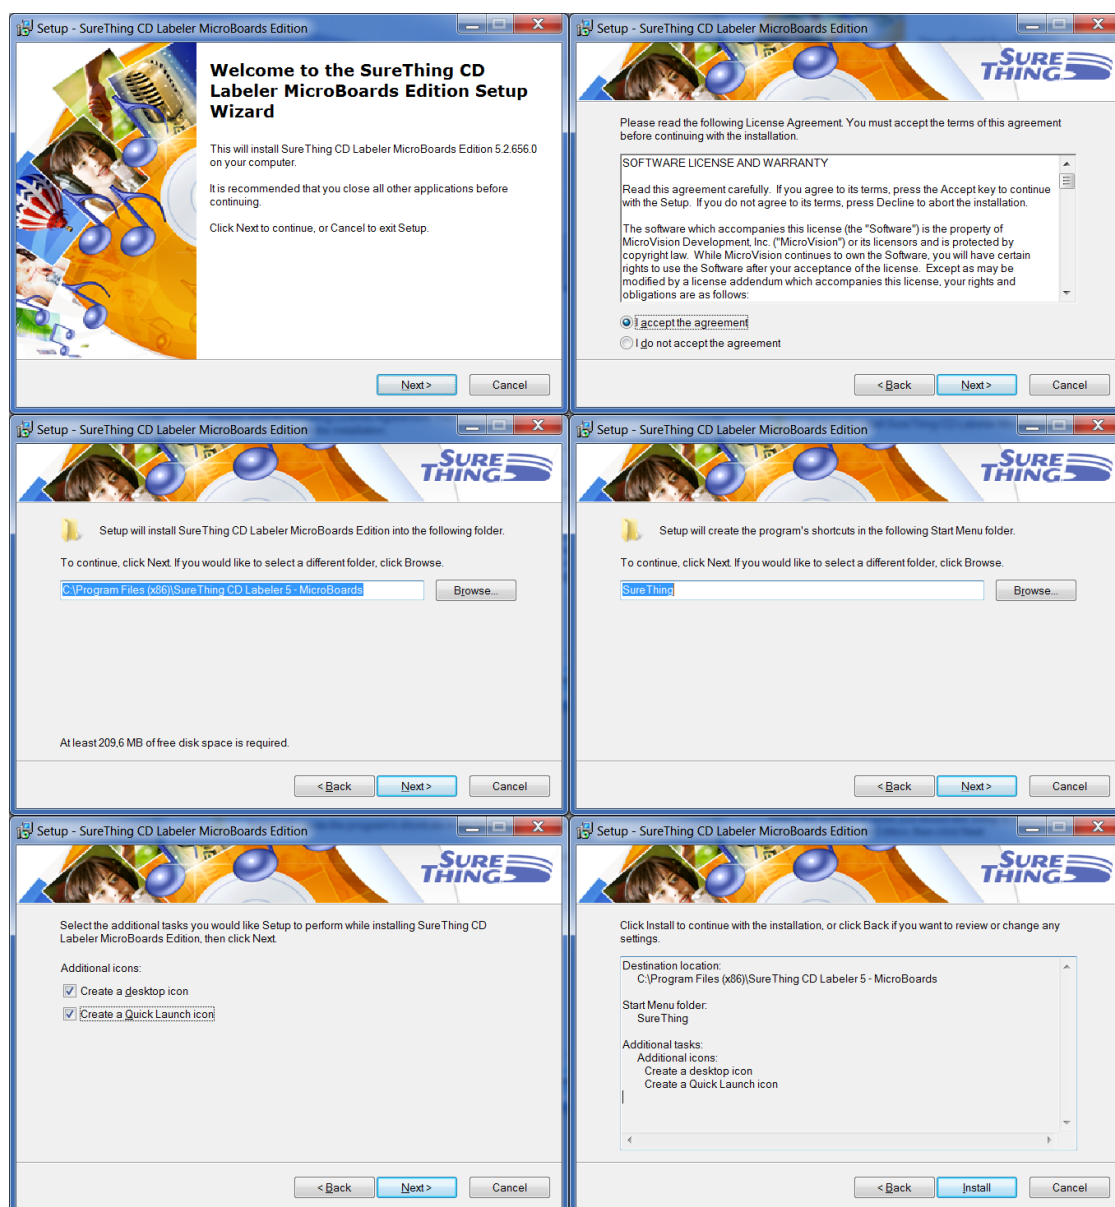 Setup - SureThing CD Labeler MicroBoards Edition
Welcome to the SureThing CD
Labeler MicroBoards Edition Setup
Wizard
This will install SureThing CD Labeler MicroBoards Edition 5.2.656.0
on your computer.
It is recommended that you close all other applications before
continuing.
Click Next to continue, or Cancel to exit Setup.
Next >
Cancel
Setup - SureThing CD Labeler MicroBoards Edition
SURE
THING
Please read the following License Agreement. You must accept the terms of this agreement
before continuing with the installation.
SOFTWARE LICENSE AND WARRANTY
Read this agreement carefully. If you agree to its terms, press the Accept key to continue
with the Setup. If you do not agree to its terms, press Decline to abort the installation.
The software which accompanies this license (the "Software") is the property of
MicroVision Development, Inc. ("MicroVision") or its licensors and is protected by
copyright law. While MicroVision continues to own the Software, you will have certain
rights to use the Software after your acceptance of the license. Except as may be
modified by a license addendum which accompanies this license, your rights and
obligations are as follows:
I accept the agreement
I do not accept the agreement
< Back
Next >
Cancel
Setup - SureThing CD Labeler MicroBoards Edition
SURE
THING
Setup will install SureThing CD Labeler MicroBoards Edition into the following folder.
To continue, click Next. If you would like to select a different folder, click Browse.
C:\Program Files (x86)\SureThing CD Labeler 5 - MicroBoards
Browse...
At least 209,6 MB of free disk space is required.
< Back
Next >
Cancel
Setup - SureThing CD Labeler MicroBoards Edition
SURE
THING
Setup will create the program's shortcuts in the following Start Menu folder.
To continue, click Next. If you would like to select a different folder, click Browse.
SureThing
Browse...
< Back
Next >
Cancel
Setup - SureThing CD Labeler MicroBoards Edition
SURE
THING
Select the additional tasks you would like Setup to perform while installing SureThing CD
Labeler MicroBoards Edition, then click Next.
Additional icons:
Create a desktop icon
Create a Quick Launch icon
< Back
Next >
Cancel
Setup - SureThing CD Labeler MicroBoards Edition
SURE
THING
Click Install to continue with the installation, or click Back if you want to review or change any
settings.
Destination location:
C:\Program Files (x86)\SureThing CD Labeler 5 - MicroBoards
Start Menu folder:
SureThing
Additional tasks:
Additional icons:
Create a desktop icon
Create a Quick Launch icon
< Back
Install
Cancel